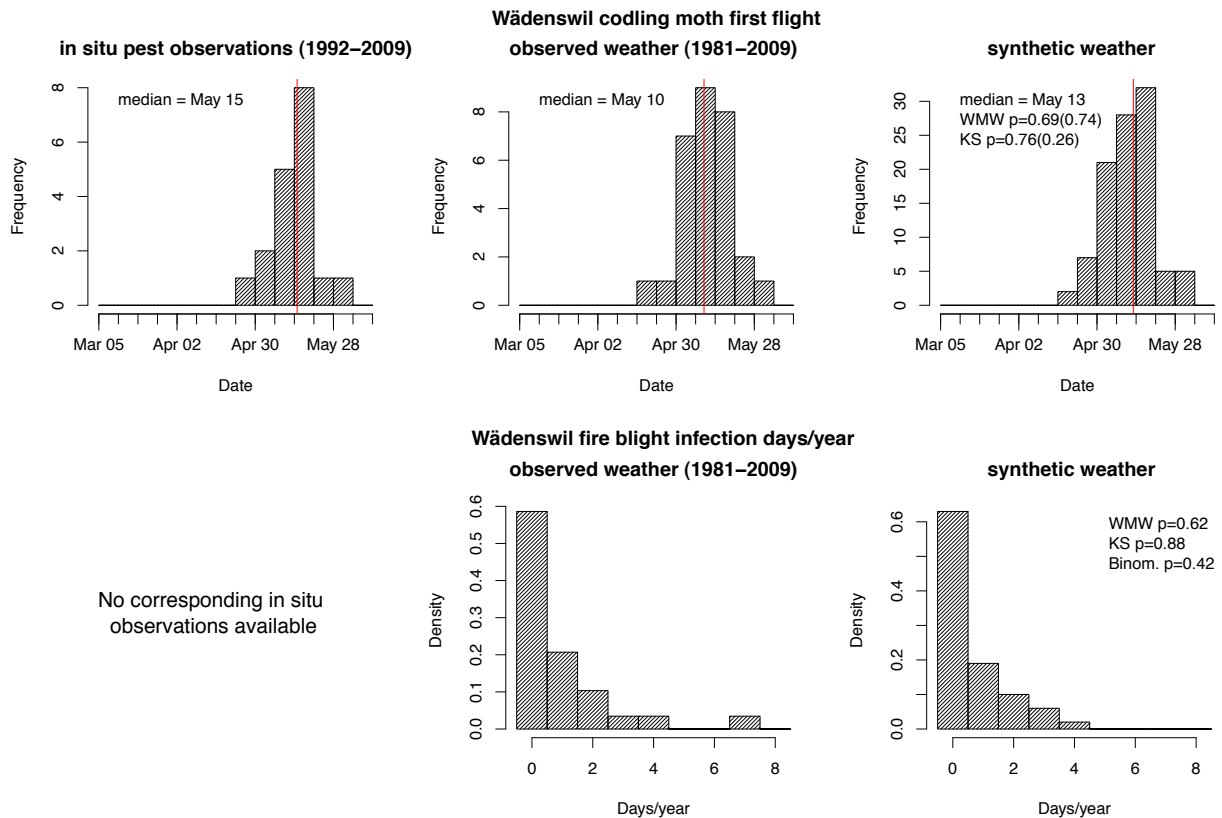 Wädenswil codling moth first flight
in situ pest observations (1992−2009)
observed weather (1981−2009)
synthetic weather
median = May 15
median = May 10
median = May 13
WMW p=0.69(0.74)
KS p=0.76(0.26)
Frequency
0
2
4
6
8
Mar 05
Apr 02
Apr 30
May 28
Date
Frequency
0
2
4
6
8
Mar 05
Apr 02
Apr 30
May 28
Date
Frequency
0
5
10
15
20
25
30
Mar 05
Apr 02
Apr 30
May 28
Date
Wädenswil fire blight infection days/year
observed weather (1981−2009)
synthetic weather
No corresponding in situ
observations available
Density
0.0
0.1
0.2
0.3
0.4
0.5
0.6
0
2
4
6
8
Days/year
WMW p=0.62
KS p=0.88
Binom. p=0.42
Density
0.0
0.2
0.4
0.6
0
2
4
6
8
Days/year